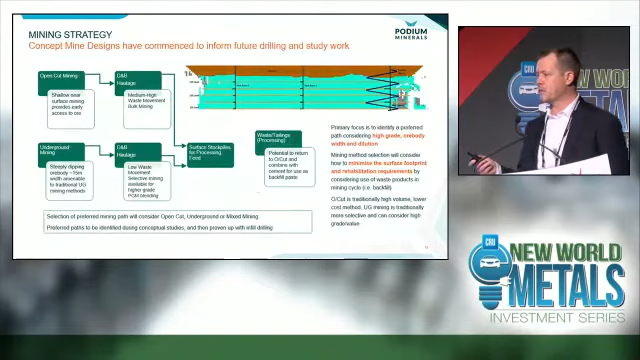 MINING STRATEGY
Concept Mine Designs have commenced to inform future drilling and study work
PODIUM
MINERALS
Open Cut Mining
Shallow near
surface mining
provides early
access to ore
D&B
Haulage
Medium-High
Waste Movement
Bulk Mining
Underground
Mining
Steeply dipping
orebody ~15m
width amenable
to traditional UG
mining methods
D&B
Haulage
Low Waste
Movement
Selective mining
available for
higher grade
PGM blending
Surface Stockpiles
for Processing
Feed
Waste/Tailings
(Processing)
Potential to return
to O/Cut and
combine with
cement for use as
backfill paste
Primary focus is to identify a preferred
path considering high grade, orebody
width and dilution
Mining method selection will consider
how to minimise the surface footprint
and rehabilitation requirements by
considering use of waste products in
mining cycle (i.e. backfill)
O/Cut is traditionally high volume, lower
cost method, UG mining is traditionally
more selective and can consider high
grade/value
Selection of preferred mining path will consider Open Cut, Underground or Mixed Mining
Preferred paths to be identified during conceptual studies, and then proven up with infill drilling
CRU
NEW WORLD
METALS
CRU
NEW WORLD
METALS
INVESTMENT SERIES